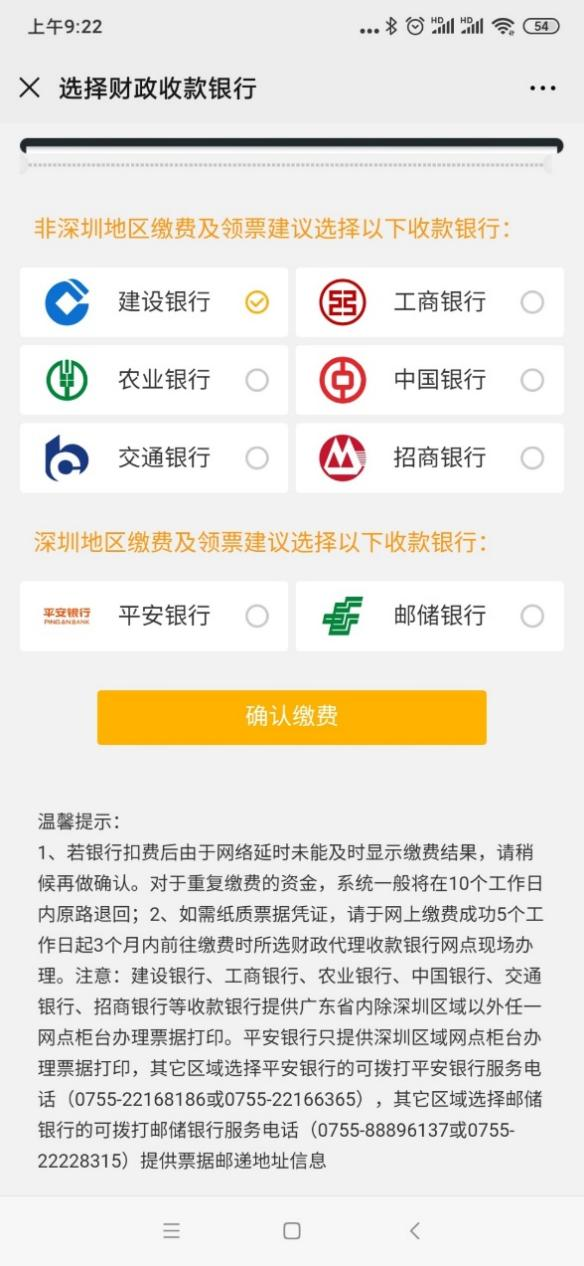 上午9:22
HD HD 54
选择财政收款银行
非深圳地区缴费及领票建议选择以下收款银行：
建设银行 工商银行
农业银行 中国银行
交通银行 招商银行
深圳地区缴费及领票建议选择以下收款银行：
平安银行 PING AN BANK 平安银行 邮储银行
确认缴费
温馨提示：
1、若银行扣费后由于网络延时未能及时显示缴费结果，请稍
候再做确认。对于重复缴费的资金，系统一般将在10个工作日
内原路退回；2、如需纸质票据凭证，请于网上缴费成功5个工
作日起3个月内前往缴费时所选财政代理收款银行网点现场办
理。注意：建设银行、工商银行、农业银行、中国银行、交通
银行、招商银行等收款银行提供广东省内除深圳区域以外任一
网点柜台办理票据打印。平安银行只提供深圳区域网点柜台办
理票据打印，其它区域选择平安银行的可拨打平安银行服务电
话（0755-22168186或0755-22166365），其它区域选择邮储
银行的可拨打邮储银行服务电话（0755-88896137或0755-
22228315）提供票据邮递地址信息